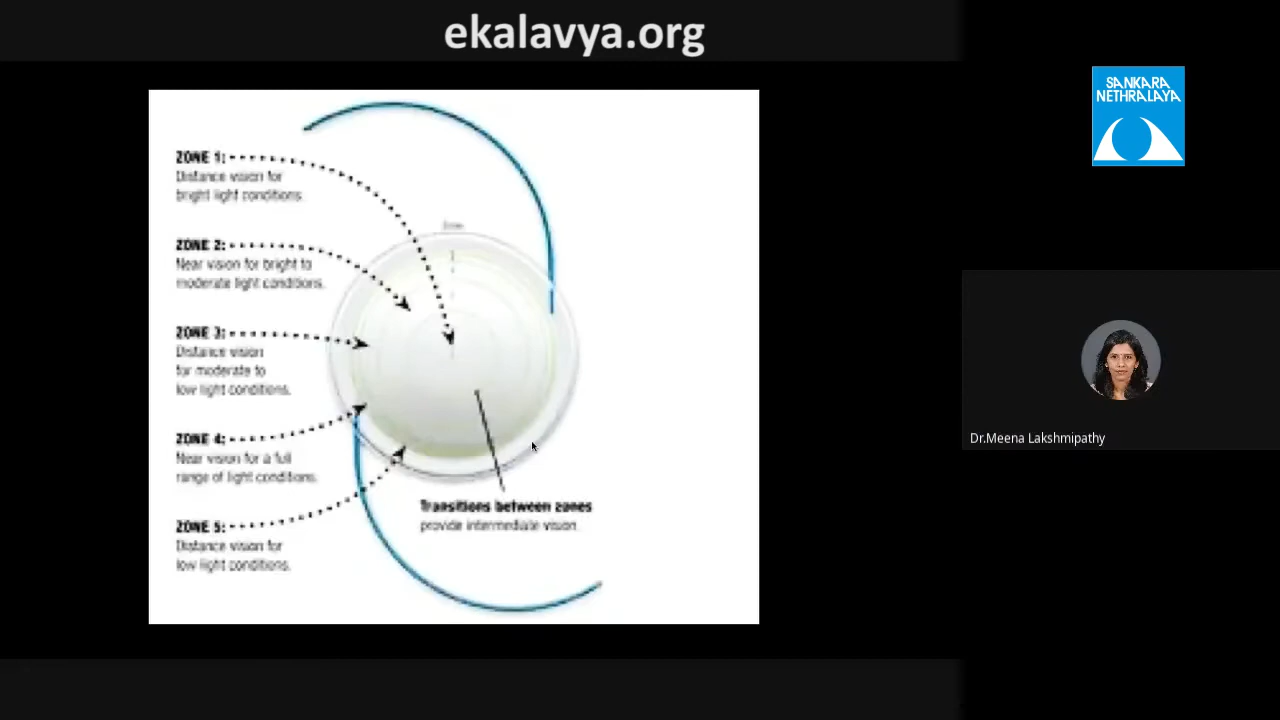 ekalavya.org
SANKARA
NETHRALAYA
ZONE 1:
Distance vision for
bright light conditions.
ZONE 2:
Near vision for bright to
moderate light conditions.
ZONE 3:
Distance vision
for moderate to
low light conditions.
ZONE 4:
Near vision for a full
range of light conditions.
ZONE 5:
Distance vision for
low light conditions.
Transitions between zones
provide intermediate vision.
Dr.Meena Lakshmipathy